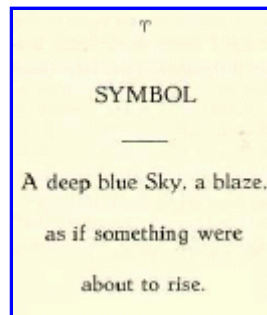 ♈
SYMBOL
A deep blue Sky, a blaze,
as if something were
about to rise.